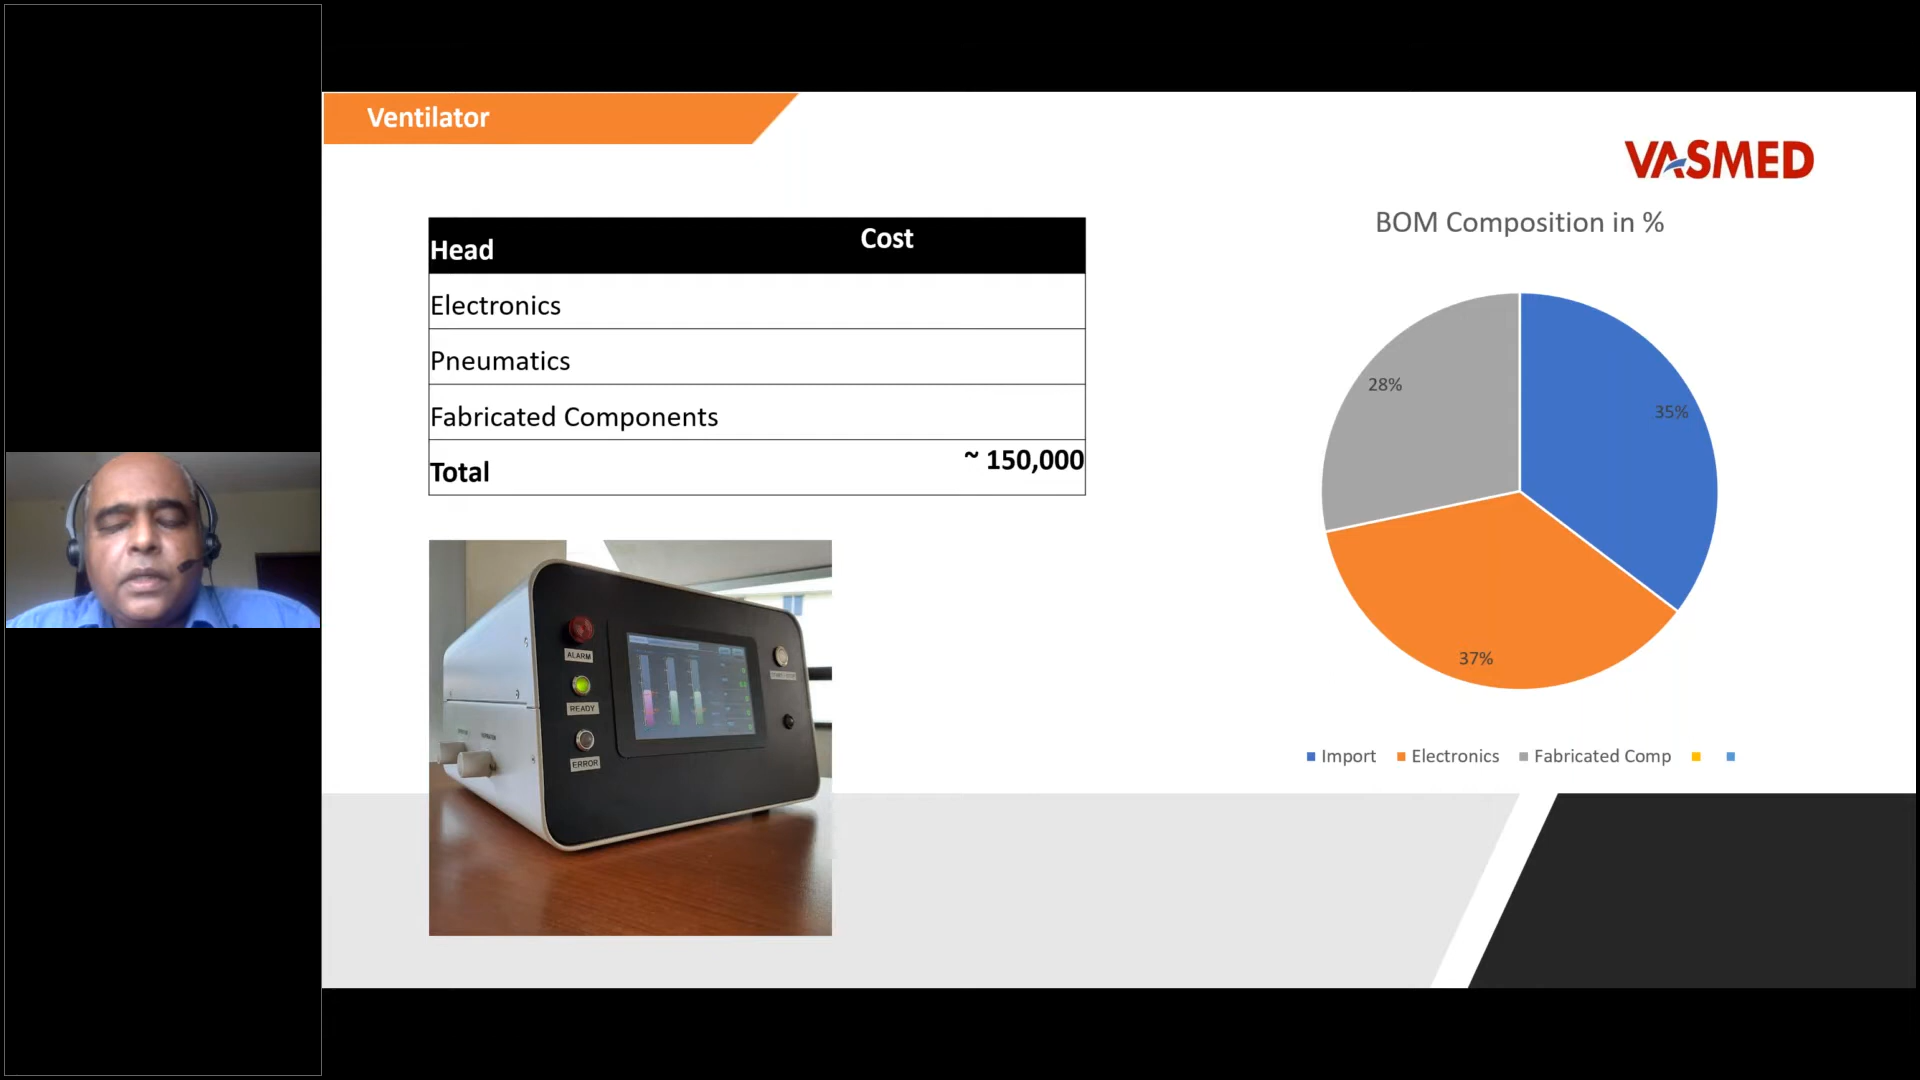 Ventilator
VASMED
Head Cost
Electronics
Pneumatics
Fabricated Components
Total ~ 150,000
BOM Composition in %
28%
35%
37%
Import Electronics Fabricated Comp
ALARM
READY
ERROR